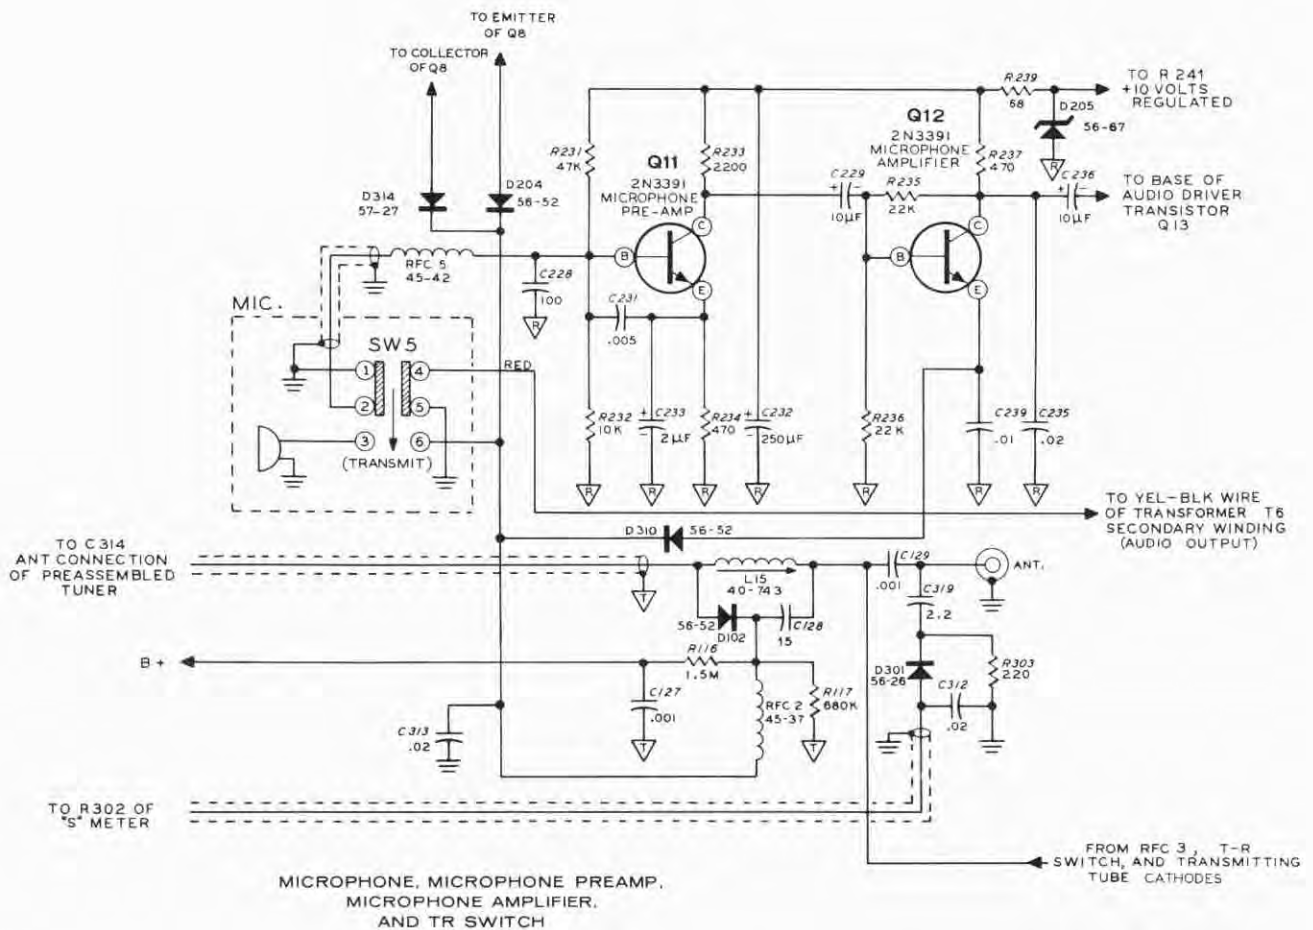 TO EMITTER
OF Q8
TO COLLECTOR
OF Q8
R239
68
TO R 241
+10 VOLTS
REGULATED
D205
56-67
R
Q12
2N3391
MICROPHONE
AMPLIFIER
R231
47K
Q11
2N3391
MICROPHONE
PRE-AMP
R233
2200
R237
470
D314
57-27
D204
56-52
C229
+ -
10µF
R235
22K
C236
+ -
10µF
TO BASE OF
AUDIO DRIVER
TRANSISTOR
Q13
C
B
E
C
B
E
RFC 5
45-42
C228
100
R
C231
.005
MIC.
SW5
1
4
RED
2
5
3
6
(TRANSMIT)
R232
10K
+
-
C233
2µF
R234
470
+
-
C232
250µF
R236
22K
C239
.01
C235
.02
R
R
R
R
R
R
R
TO YEL-BLK WIRE
OF TRANSFORMER T6
SECONDARY WINDING
(AUDIO OUTPUT)
D310
56-52
TO C314
ANT CONNECTION
OF PREASSEMBLED
TUNER
T
L15
40-743
C129
.001
ANT.
C319
2.2
56-52
D102
C128
15
B +
R116
1.5M
D301
56-26
R303
220
C127
.001
RFC 2
45-37
R117
680K
C312
.02
T
T
C313
.02
TO R302 OF
"S" METER
FROM RFC 3, T-R
SWITCH, AND TRANSMITTING
TUBE CATHODES
MICROPHONE, MICROPHONE PREAMP,
MICROPHONE AMPLIFIER,
AND TR SWITCH